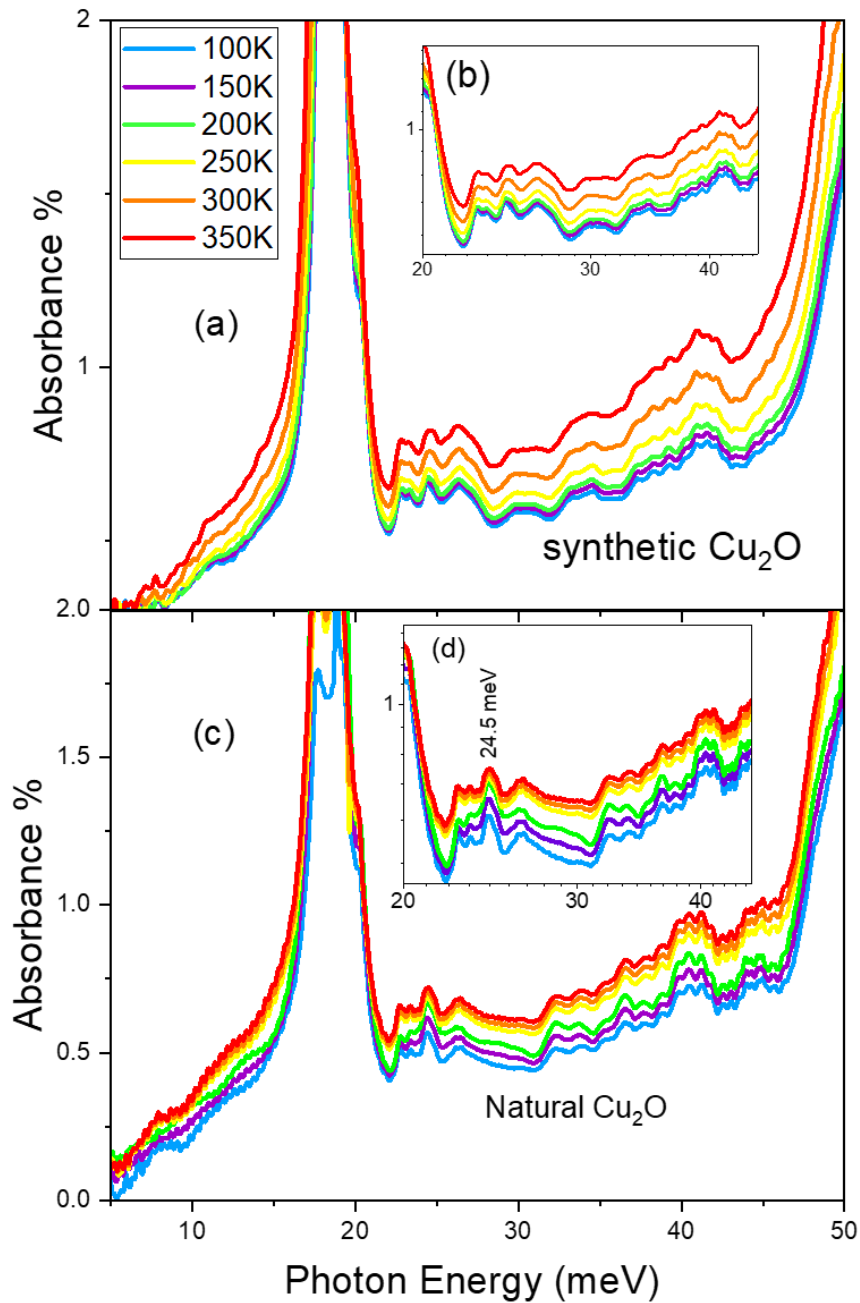 2
100K
150K
200K
250K
300K
350K
(b)
1
20
30
40
(a)
1
Absorbance %
synthetic Cu₂O
2.0
(d)
24.5 meV
1
20
30
40
(c)
1.5
1.0
0.5
0.0
Absorbance %
Natural Cu₂O
10
20
30
40
50
Photon Energy (meV)